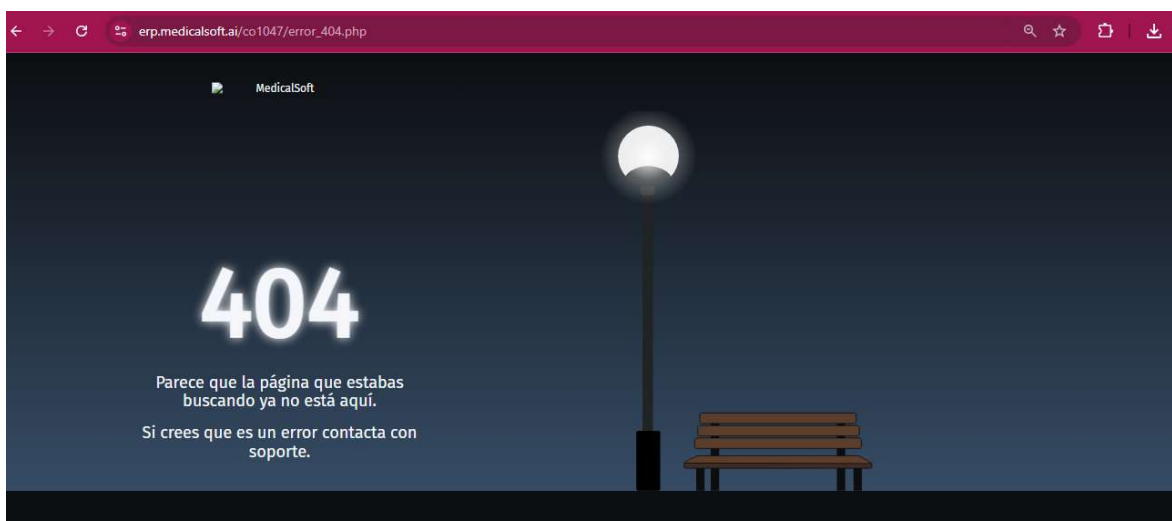 erp.medicalsoft.ai/co1047/error_404.php
MedicalSoft
404
Parece que la página que estabas
buscando ya no está aquí.
Si crees que es un error contacta con
soporte.